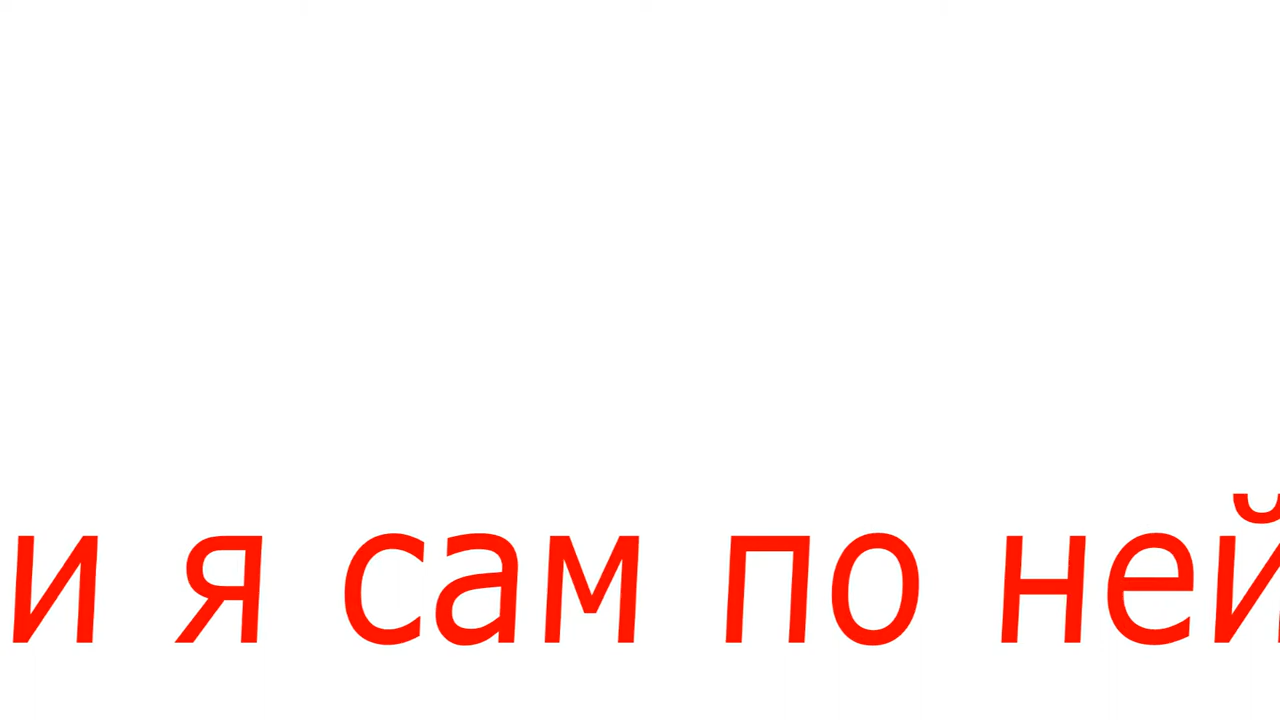 и я сам по ней